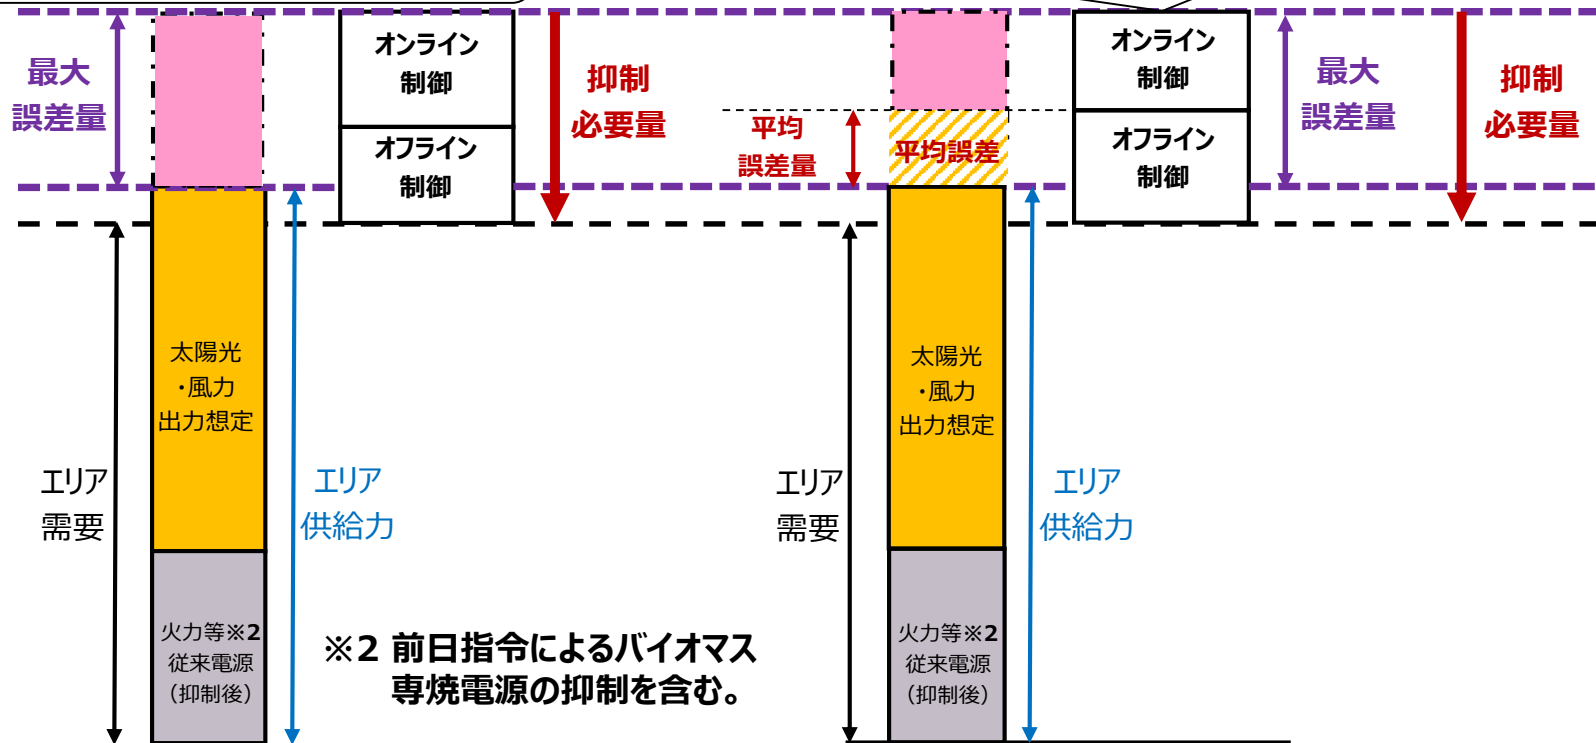 最大
誤差量
オンライン
制御
オフライン
制御
抑制
必要量
太陽光
・風力
出力想定
エリア
需要
エリア
供給力
火力等※2
従来電源
（抑制後）
※2 前日指令によるバイオマス
専焼電源の抑制を含む。
平均
誤差量
平均誤差
オンライン
制御
オフライン
制御
最大
誤差量
抑制
必要量
太陽光
・風力
出力想定
エリア
需要
エリア
供給力
火力等※2
従来電源
（抑制後）